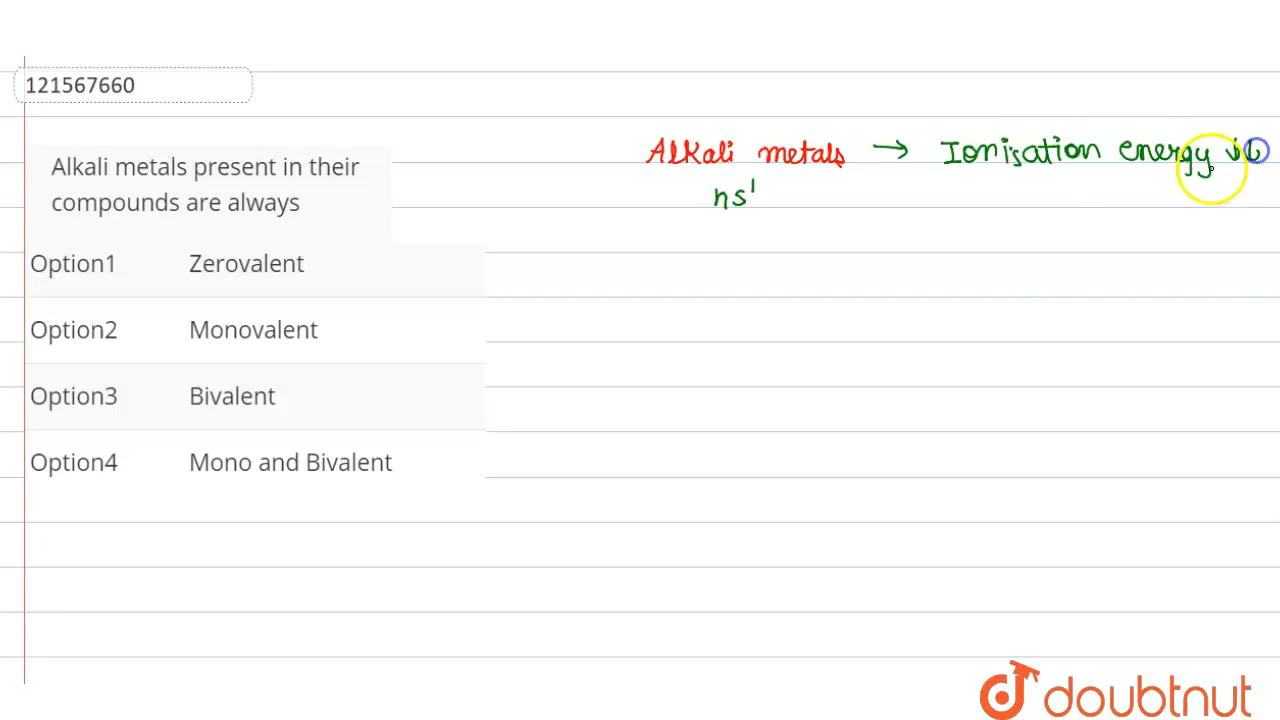 121567660
Alkali metals present in their
compounds are always
Option1 Zerovalent
Option2 Monovalent
Option3 Bivalent
Option4 Mono and Bivalent
Alkali metals → Ionisation energy
ns¹
doubtnut